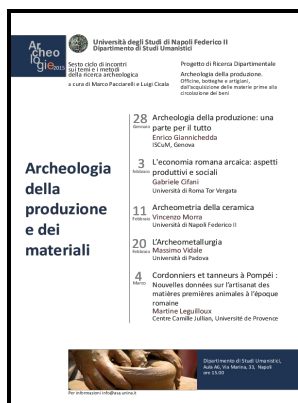 Ar
cheo
logie2015
Università degli Studi di Napoli Federico II
Dipartimento di Studi Umanistici
Sesto ciclo di incontri
sui temi e i metodi
della ricerca archeologica
a cura di Marco Pacciarelli e Luigi Cicala
Progetto di Ricerca Dipartimentale
Archeologia della produzione.
Officine, botteghe e artigiani,
dall'acquisizione delle materie prime alla
circolazione dei beni
Archeologia
della
produzione
e dei
materiali
28
Gennaio
Archeologia della produzione: una
parte per il tutto
Enrico Giannichedda
ISCuM, Genova
3
Febbraio
L'economia romana arcaica: aspetti
produttivi e sociali
Gabriele Cifani
Università di Roma Tor Vergata
11
Febbraio
Archeometria della ceramica
Vincenzo Morra
Università di Napoli Federico II
20
Febbraio
L'Archeometallurgia
Massimo Vidale
Università di Padova
4
Marzo
Cordonniers et tanneurs à Pompéi :
Nouvelles données sur l'artisanat des
matières premières animales à l'époque
romaine
Martine Leguilloux
Centre Camille Jullian, Université de Provence
Dipartimento di Studi Umanistici,
Aula A6, Via Marina, 33, Napoli
ore 15.00
Per informazioni info@asa.unina.it